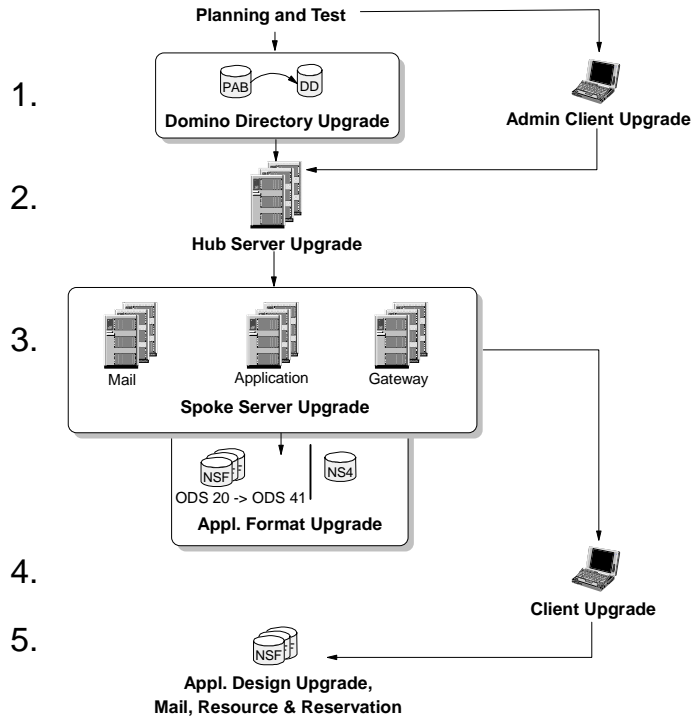 Planning and Test
1.
PAB
DD
Domino Directory Upgrade
Admin Client Upgrade
2.
Hub Server Upgrade
3.
Mail
Application
Gateway
Spoke Server Upgrade
NSF
NS4
ODS 20 -> ODS 41
Appl. Format Upgrade
4.
Client Upgrade
5.
NSF
Appl. Design Upgrade,
Mail, Resource & Reservation